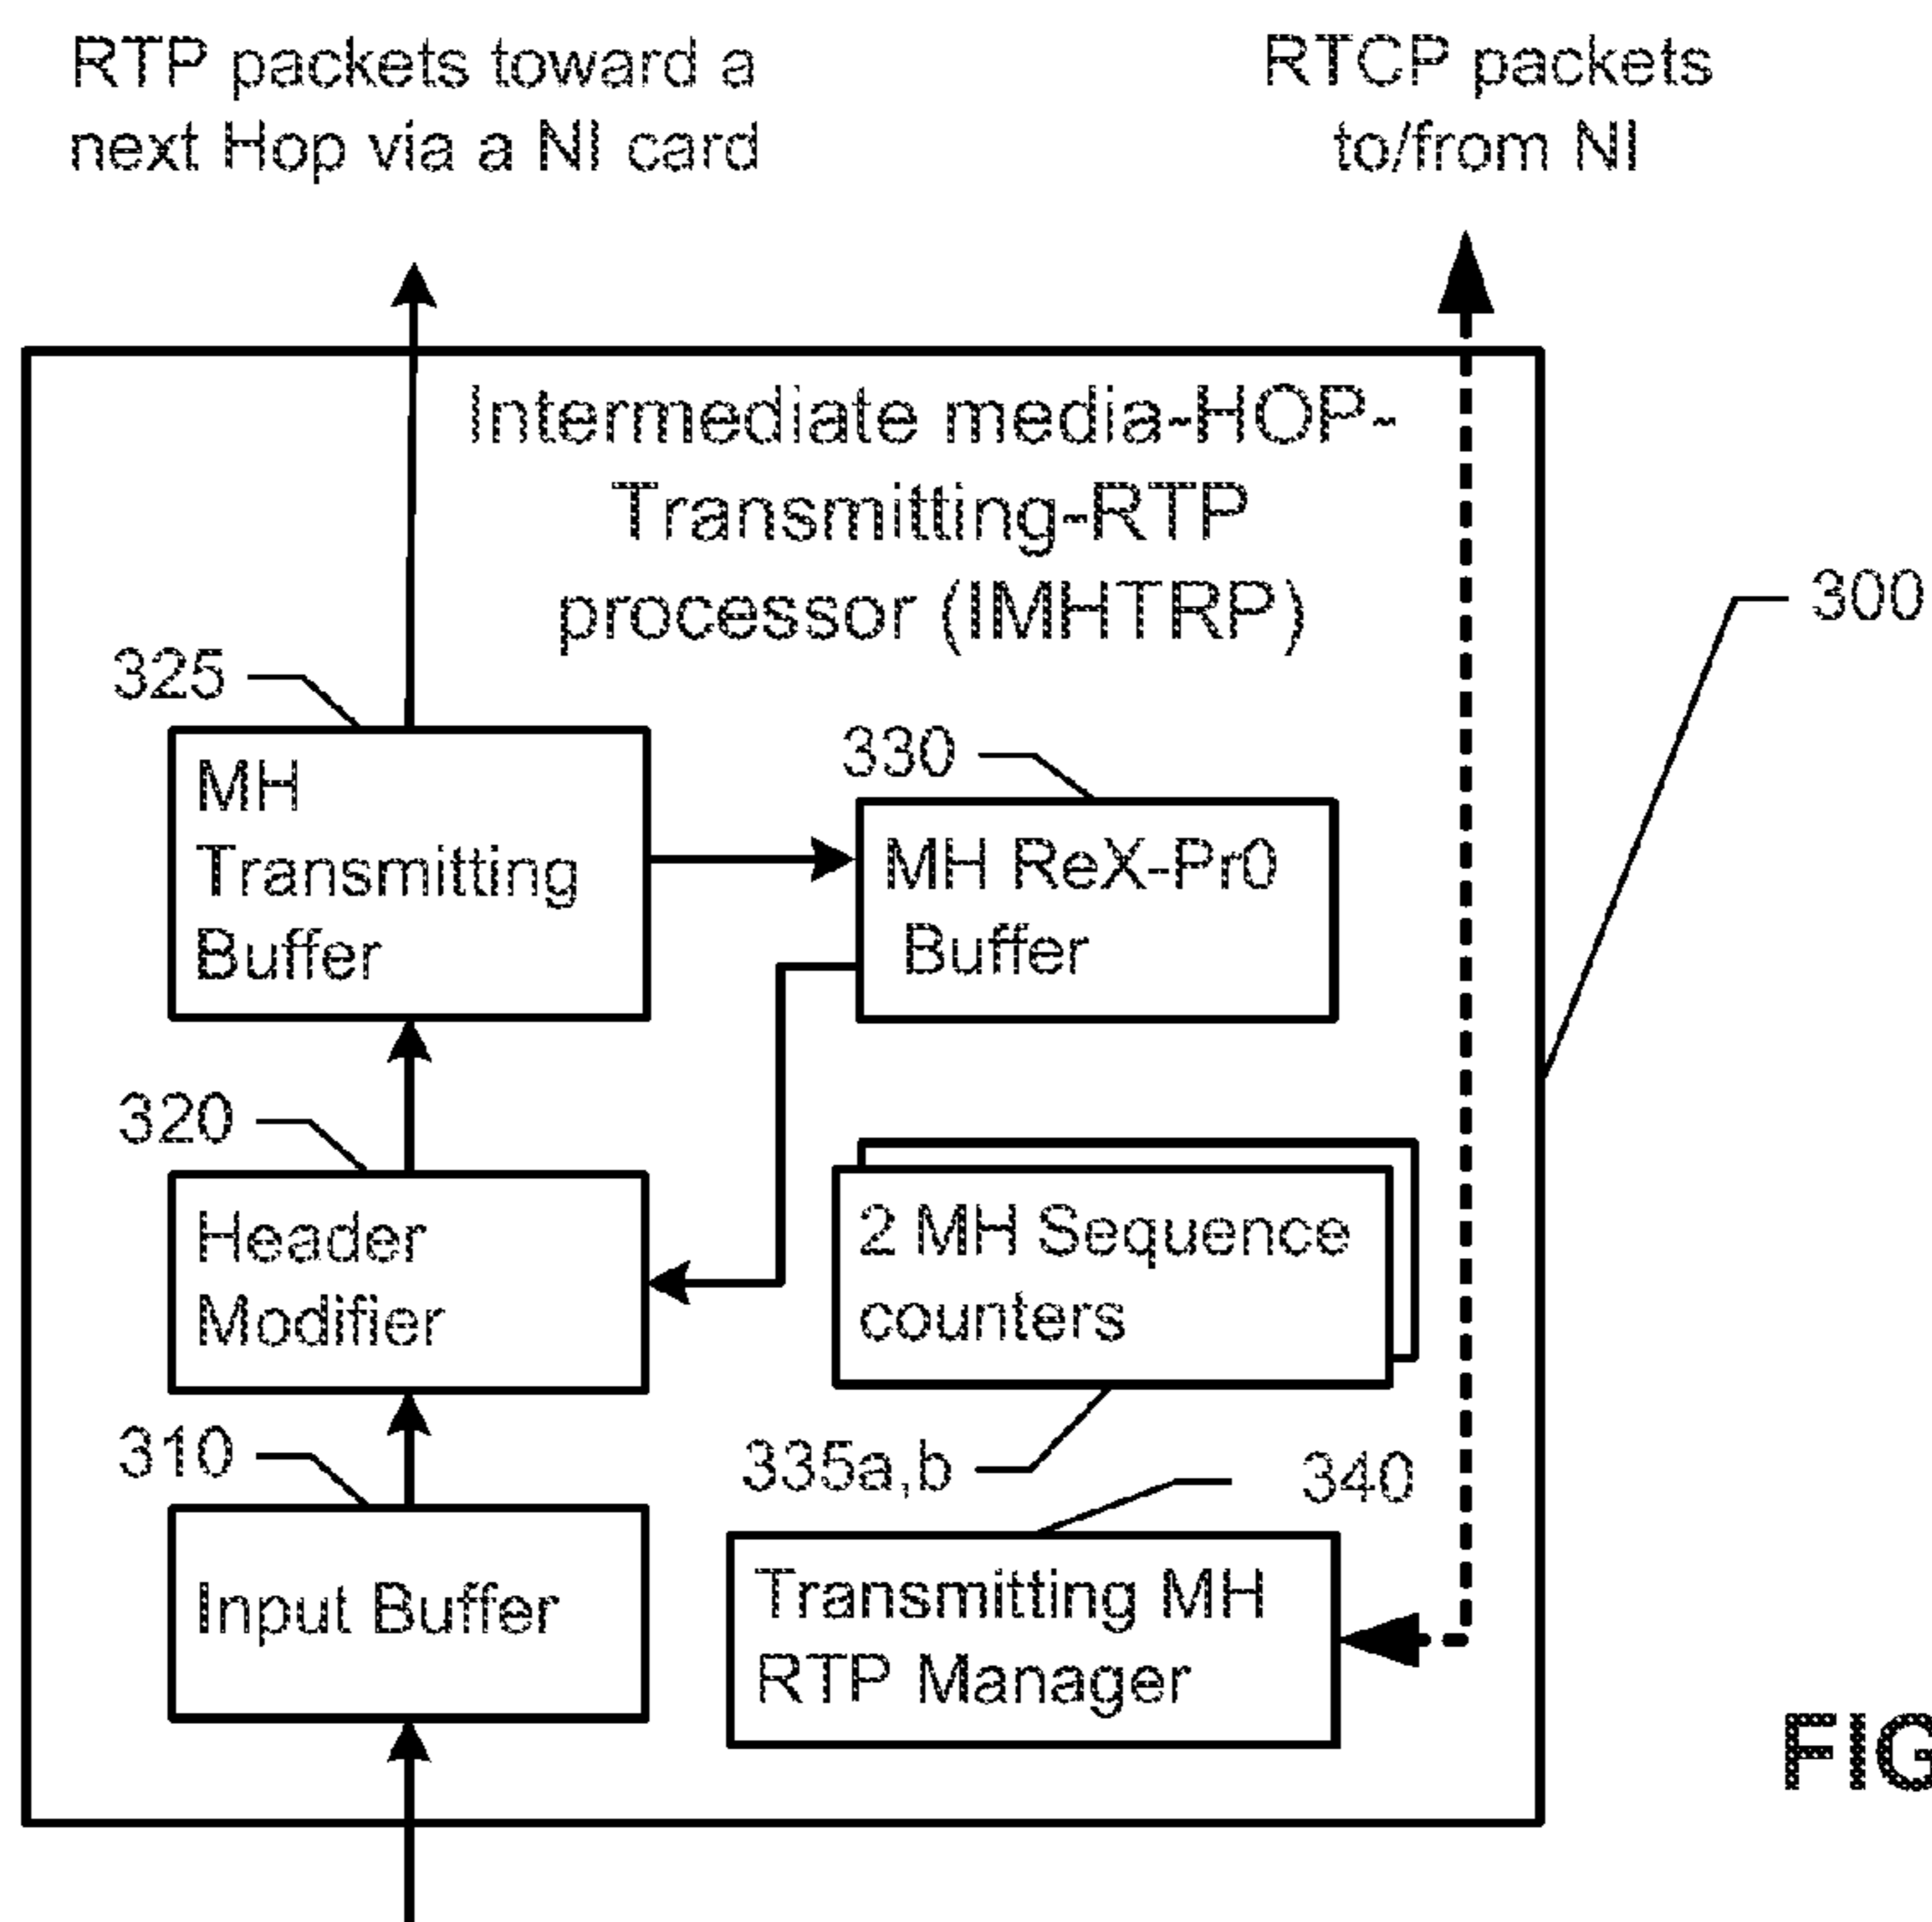 RTP packets toward a
next Hop via a NI card
RTCP packets
to/from NI
Intermediate media-HOP-
Transmitting-RTP
processor (IMHTRP)
300
325
MH
Transmitting
Buffer
330
MH ReX-Pr0
Buffer
320
Header
Modifier
2 MH Sequence
counters
310
335a,b
340
Input Buffer
Transmitting MH
RTP Manager
FIG